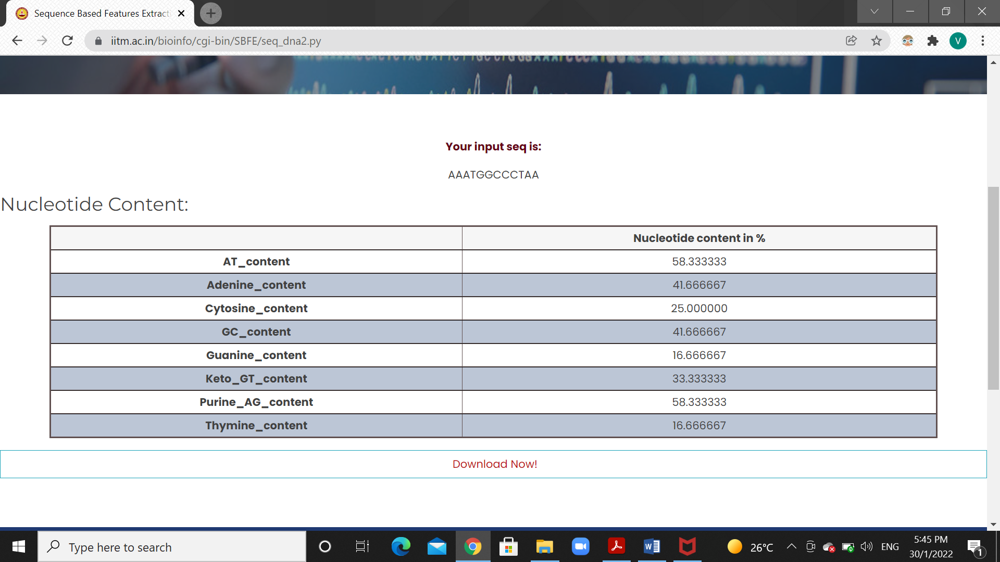 Sequence Based Features Extracti
iitm.ac.in/bioinfo/cgi-bin/SBFE/seq_dna2.py
V
Your input seq is:
AAATGGCCCTAA
Nucleotide Content:
Nucleotide content in %
AT_content 58.333333
Adenine_content 41.666667
Cytosine_content 25.000000
GC_content 41.666667
Guanine_content 16.666667
Keto_GT_content 33.333333
Purine_AG_content 58.333333
Thymine_content 16.666667
Download Now!
Type here to search
26°C
ENG
5:45 PM
30/1/2022
1